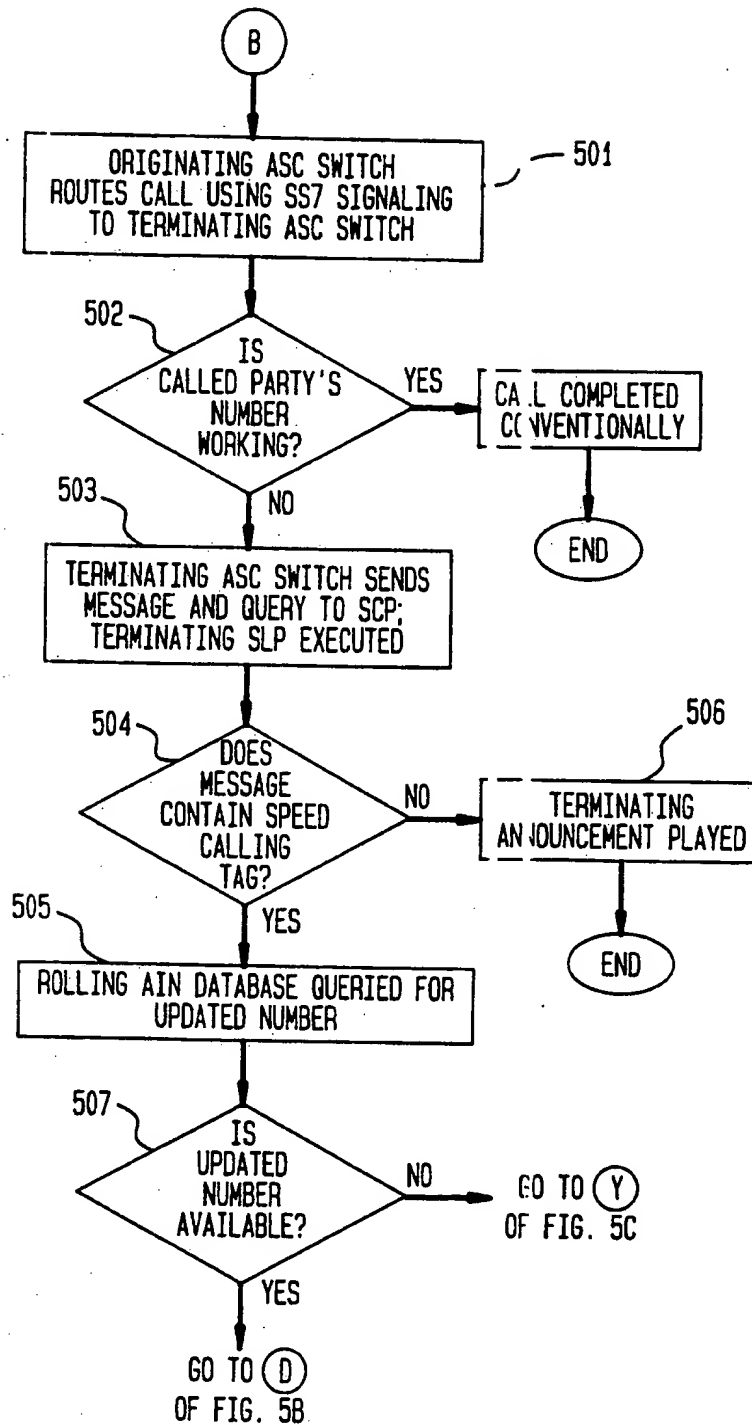 B
ORIGINATING ASC SWITCH
ROUTES CALL USING SS7 SIGNALING
TO TERMINATING ASC SWITCH
501
502
IS
CALLED PARTY'S
NUMBER
WORKING?
YES
CALL COMPLETED
CONVENTIONALLY
END
NO
503
TERMINATING ASC SWITCH SENDS
MESSAGE AND QUERY TO SCP;
TERMINATING SLP EXECUTED
504
DOES
MESSAGE
CONTAIN SPEED
CALLING
TAG?
NO
506
TERMINATING
ANNOUNCEMENT PLAYED
END
YES
505
ROLLING AIN DATABASE QUERIED FOR
UPDATED NUMBER
507
IS
UPDATED
NUMBER
AVAILABLE?
NO
GO TO Y
OF FIG. 5C
YES
GO TO D
OF FIG. 5B